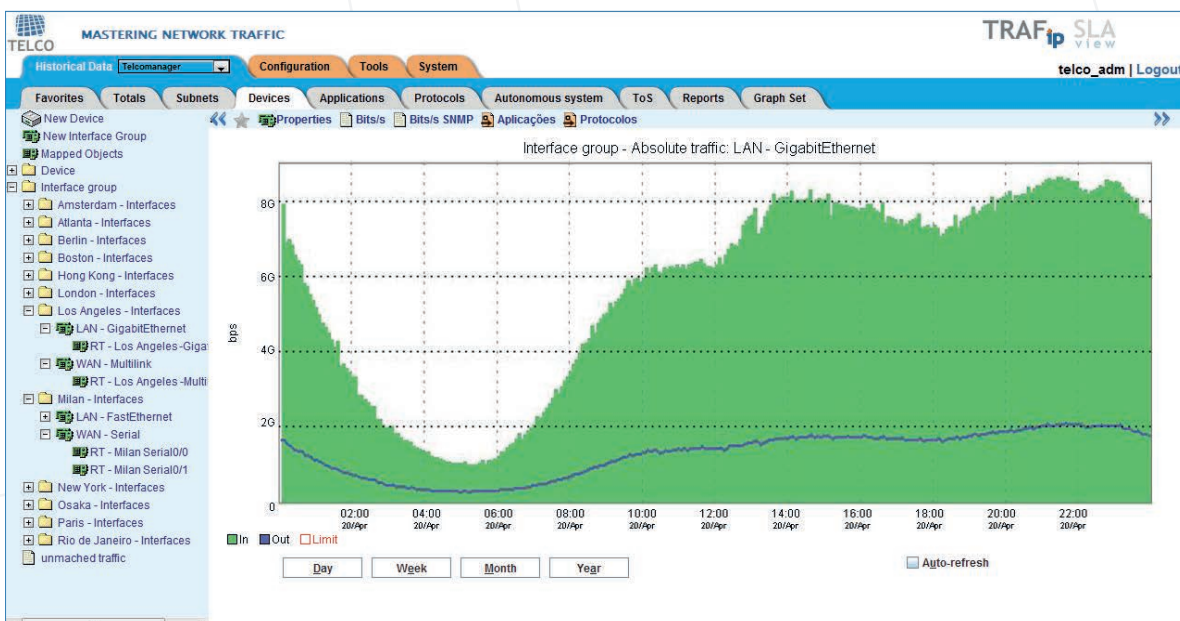 TELCO
MASTERING NETWORK TRAFFIC
TRAFip SLA view
Historical Data Telcomanager Configuration Tools System
telco_adm | Logout
Favorites Totals Subnets Devices Applications Protocols Autonomous system ToS Reports Graph Set
Properties Bits/s Bits/s SNMP Aplicações Protocolos
New Device
New Interface Group
Mapped Objects
Device
Interface group
Amsterdam - Interfaces
Atlanta - Interfaces
Berlin - Interfaces
Boston - Interfaces
Hong Kong - Interfaces
London - Interfaces
Los Angeles - Interfaces
LAN - GigabitEthernet
RT - Los Angeles -Giga
WAN - Multilink
RT - Los Angeles -Multi
Milan - Interfaces
LAN - FastEthernet
WAN - Serial
RT - Milan Serial0/0
RT - Milan Serial0/1
New York - Interfaces
Osaka - Interfaces
Paris - Interfaces
Rio de Janeiro - Interfaces
unmached traffic
Interface group - Absolute traffic: LAN - GigabitEthernet
bps
8G
6G
4G
2G
0
02:00 04:00 06:00 08:00 10:00 12:00 14:00 16:00 18:00 20:00 22:00
20/Apr 20/Apr 20/Apr 20/Apr 20/Apr 20/Apr 20/Apr 20/Apr 20/Apr 20/Apr 20/Apr
In Out Limit
Day Week Month Year
Auto-refresh